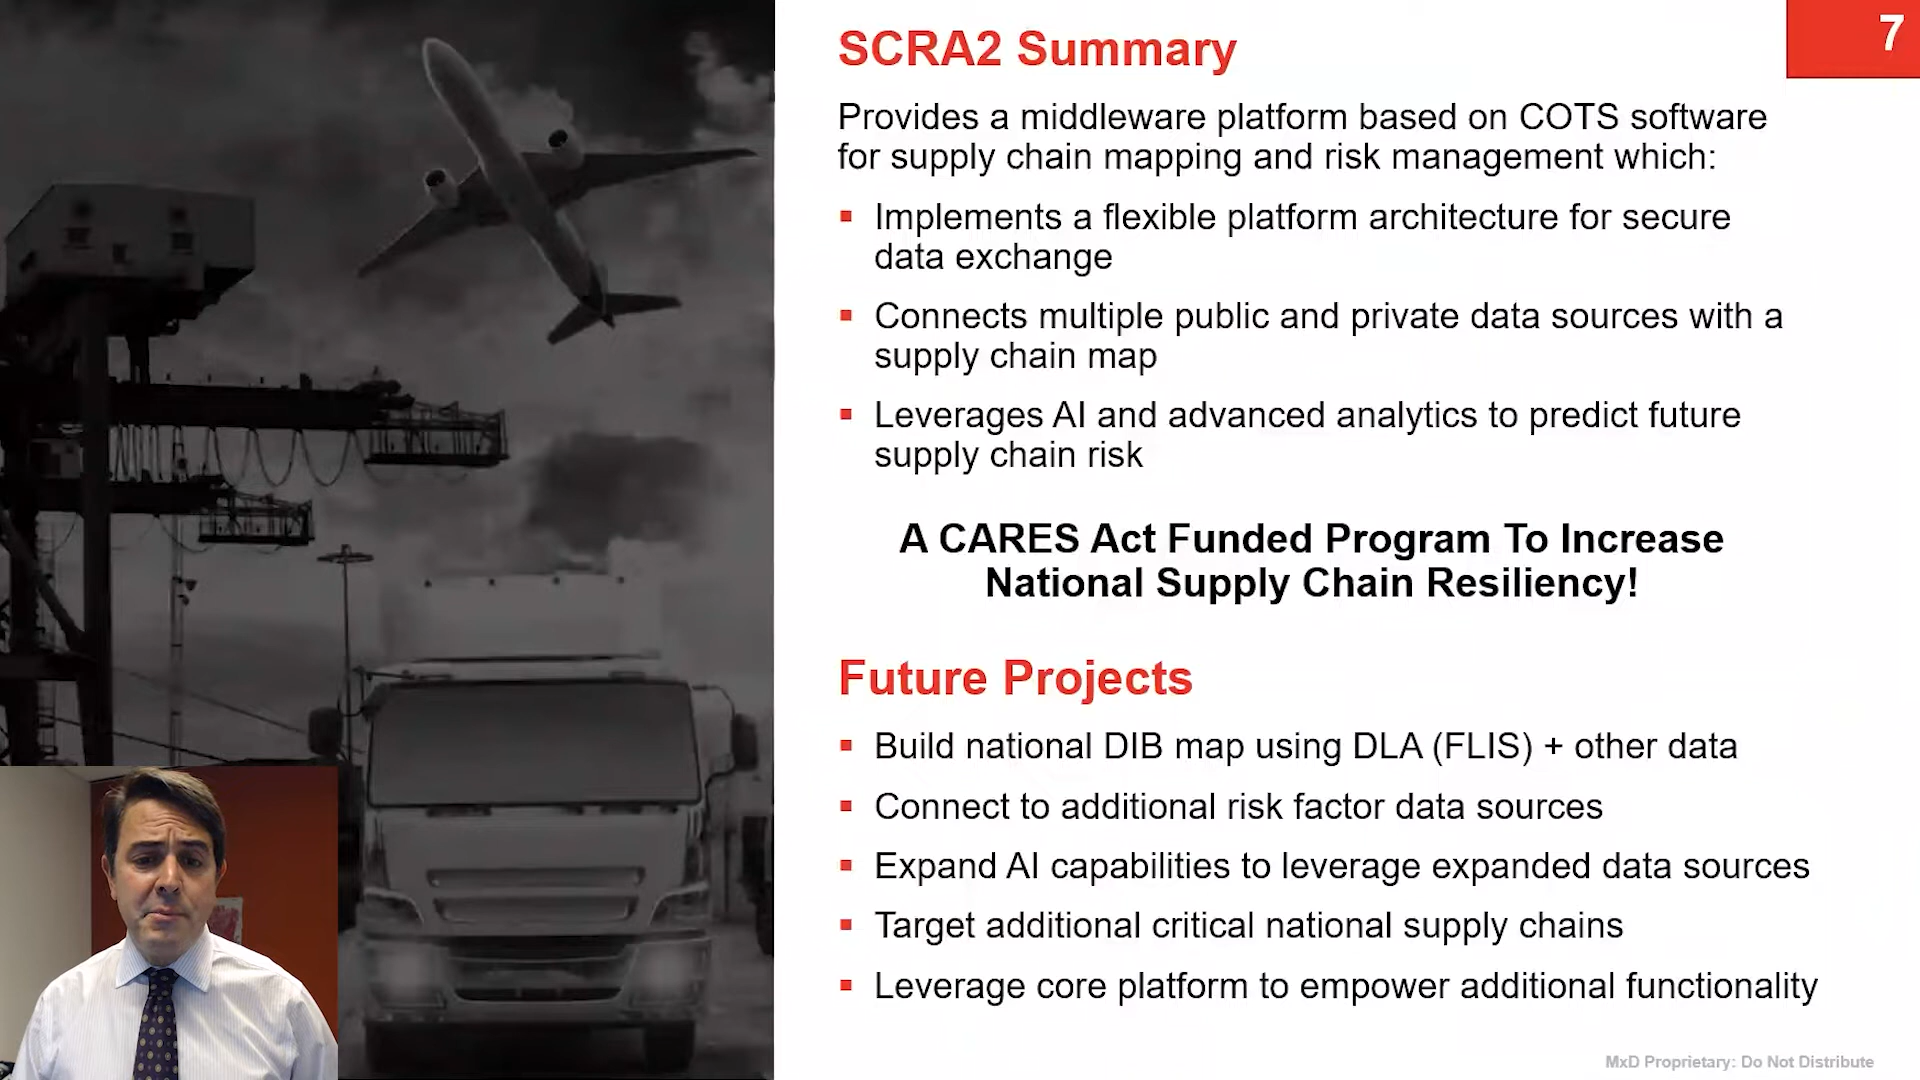 7
SCRA2 Summary
Provides a middleware platform based on COTS software
for supply chain mapping and risk management which:
▪ Implements a flexible platform architecture for secure
data exchange
▪ Connects multiple public and private data sources with a
supply chain map
▪ Leverages AI and advanced analytics to predict future
supply chain risk
A CARES Act Funded Program To Increase
National Supply Chain Resiliency!
Future Projects
▪ Build national DIB map using DLA (FLIS) + other data
▪ Connect to additional risk factor data sources
▪ Expand AI capabilities to leverage expanded data sources
▪ Target additional critical national supply chains
▪ Leverage core platform to empower additional functionality
MxD Proprietary: Do Not Distribute